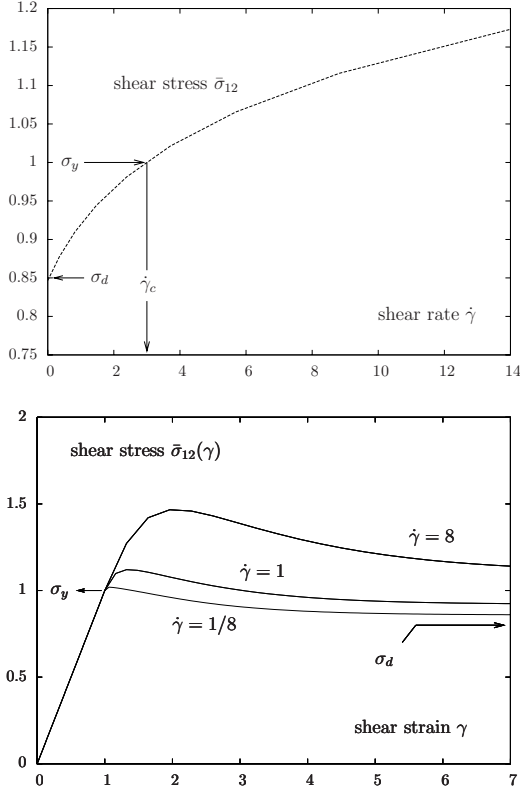 1.2
1.15
1.1
shear stress σ̄₁₂
1.05
1
σy
0.95
0.9
0.85
σd
γ̇c
0.8
shear rate γ̇
0.75
0 2 4 6 8 10 12 14
2
shear stress σ̄₁₂(γ)
1.5
γ̇ = 8
γ̇ = 1
1
σy
γ̇ = 1/8
σd
0.5
shear strain γ
0
0 1 2 3 4 5 6 7